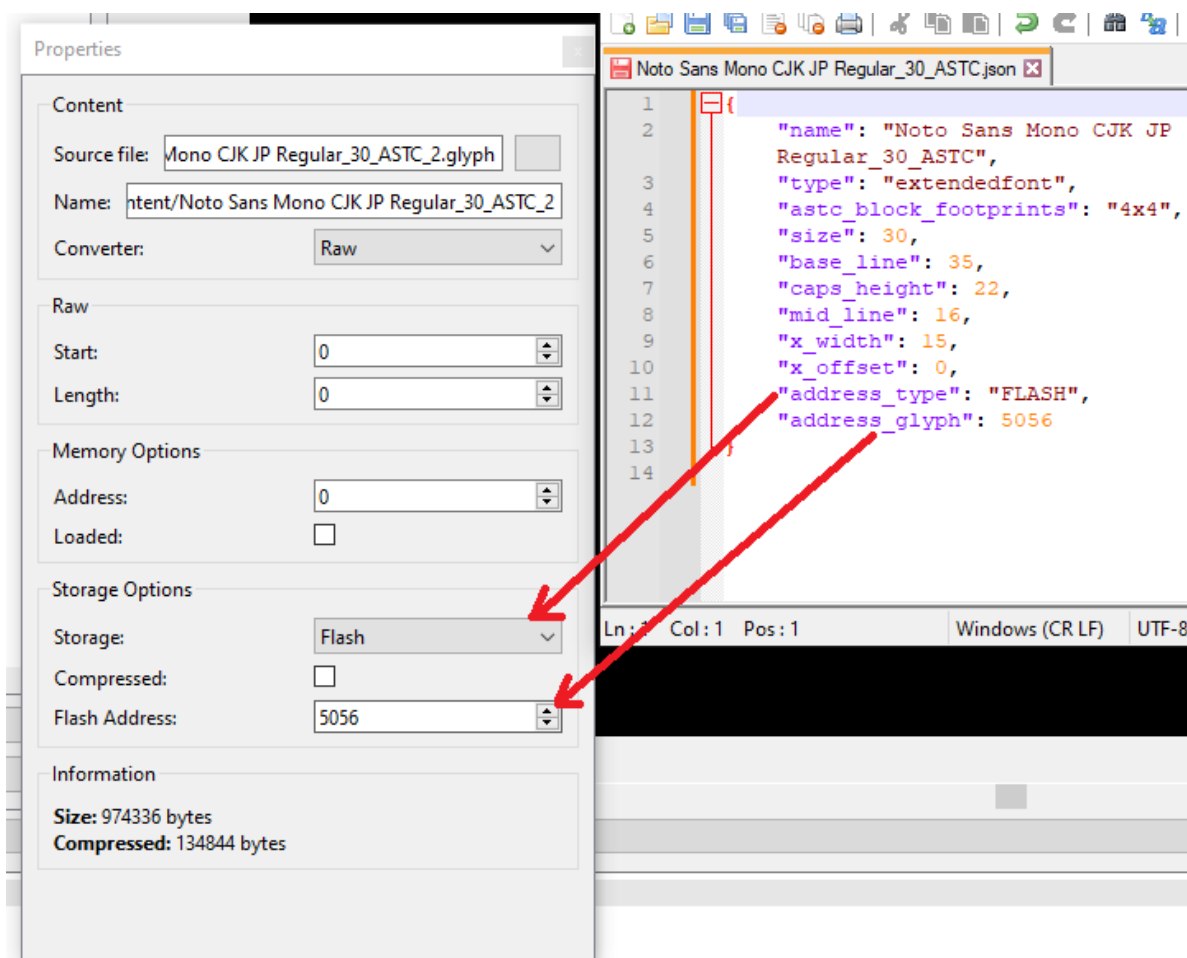 Properties
x
Content
Source file: Mono CJK JP Regular_30_ASTC_2.glyph
Name: ntent/Noto Sans Mono CJK JP Regular_30_ASTC_2
Converter: Raw
Raw
Start: 0
Length: 0
Memory Options
Address: 0
Loaded:
Storage Options
Storage: Flash
Compressed:
Flash Address: 5056
Information
Size: 974336 bytes
Compressed: 134844 bytes
Noto Sans Mono CJK JP Regular_30_ASTC.json
1 {
2 "name": "Noto Sans Mono CJK JP
Regular_30_ASTC",
3 "type": "extendedfont",
4 "astc_block_footprints": "4x4",
5 "size": 30,
6 "base_line": 35,
7 "caps_height": 22,
8 "mid_line": 16,
9 "x_width": 15,
10 "x_offset": 0,
11 "address_type": "FLASH",
12 "address_glyph": 5056
13 }
14
Ln : 1 Col : 1 Pos : 1 Windows (CR LF) UTF-8